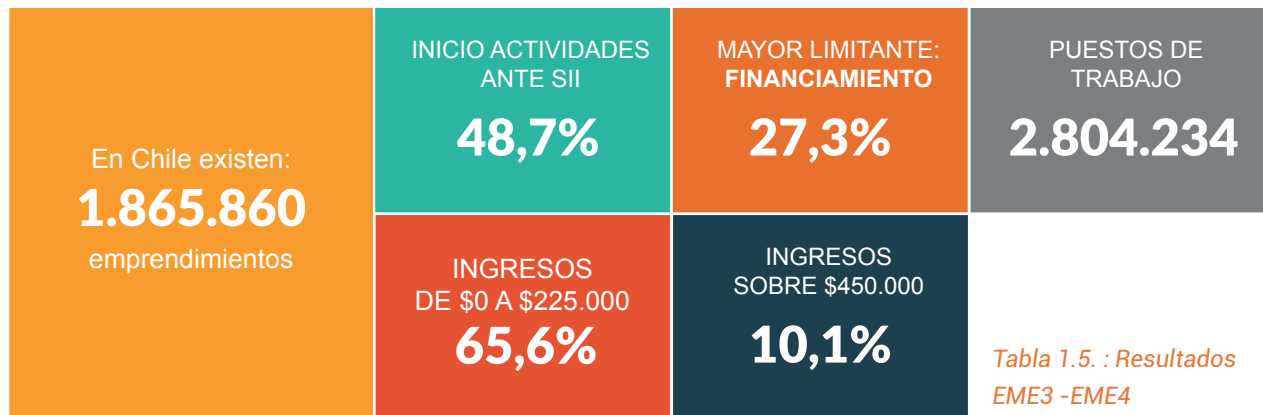 En Chile existen:
1.865.860
emprendimientos
INICIO ACTIVIDADES
ANTE SII
48,7%
MAYOR LIMITANTE:
FINANCIAMIENTO
27,3%
PUESTOS DE
TRABAJO
2.804.234
INGRESOS
DE $0 A $225.000
65,6%
INGRESOS
SOBRE $450.000
10,1%
Tabla 1.5. : Resultados
EME3 -EME4